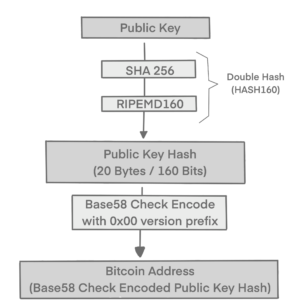 Public Key
SHA 256
Double Hash
(HASH160)
RIPEMD160
Public Key Hash
(20 Bytes / 160 Bits)
Base58 Check Encode
with 0x00 version prefix
Bitcoin Address
(Base58 Check Encoded Public Key Hash)